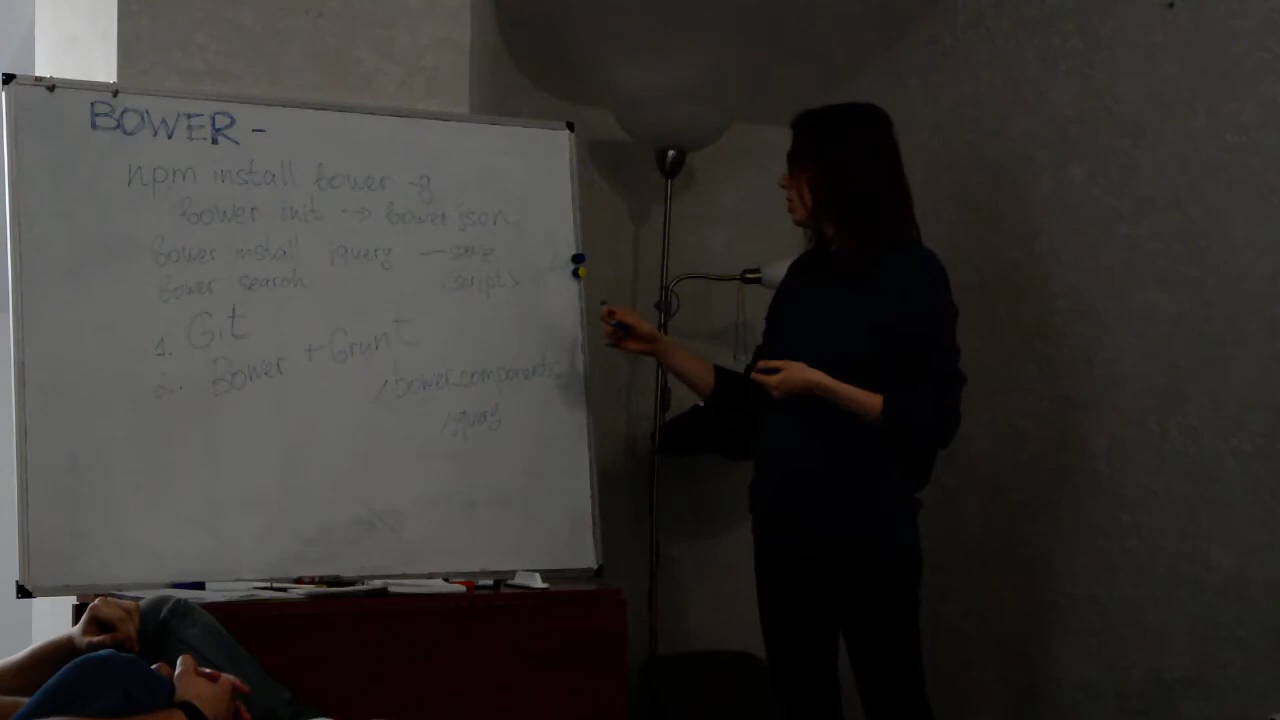 BOWER -
npm install bower -g
bower init → bower.json
bower install jquery --save
bower search <scripts
1. Git
2. Bower + Grunt
/bower_components
/jquery